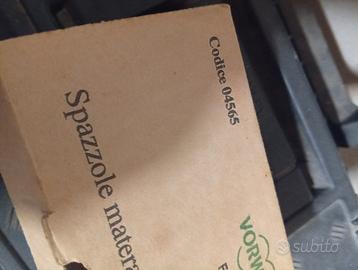 Codice 04565
Spazzole matera
VORW
subito